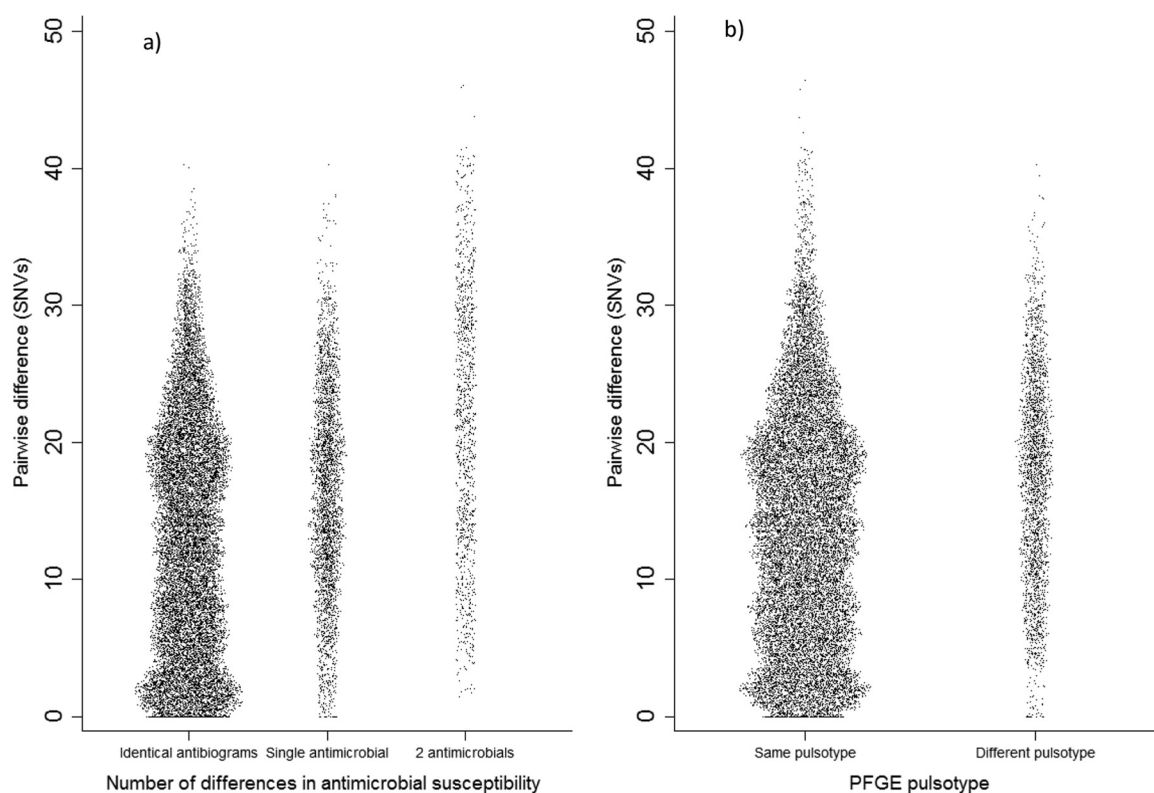 a)
50
40
30
20
10
0
Pairwise difference (SNVs)
Identical antibiograms Single antimicrobial 2 antimicrobials
Number of differences in antimicrobial susceptibility
b)
50
40
30
20
10
0
Pairwise difference (SNVs)
Same pulsotype Different pulsotype
PFGE pulsotype